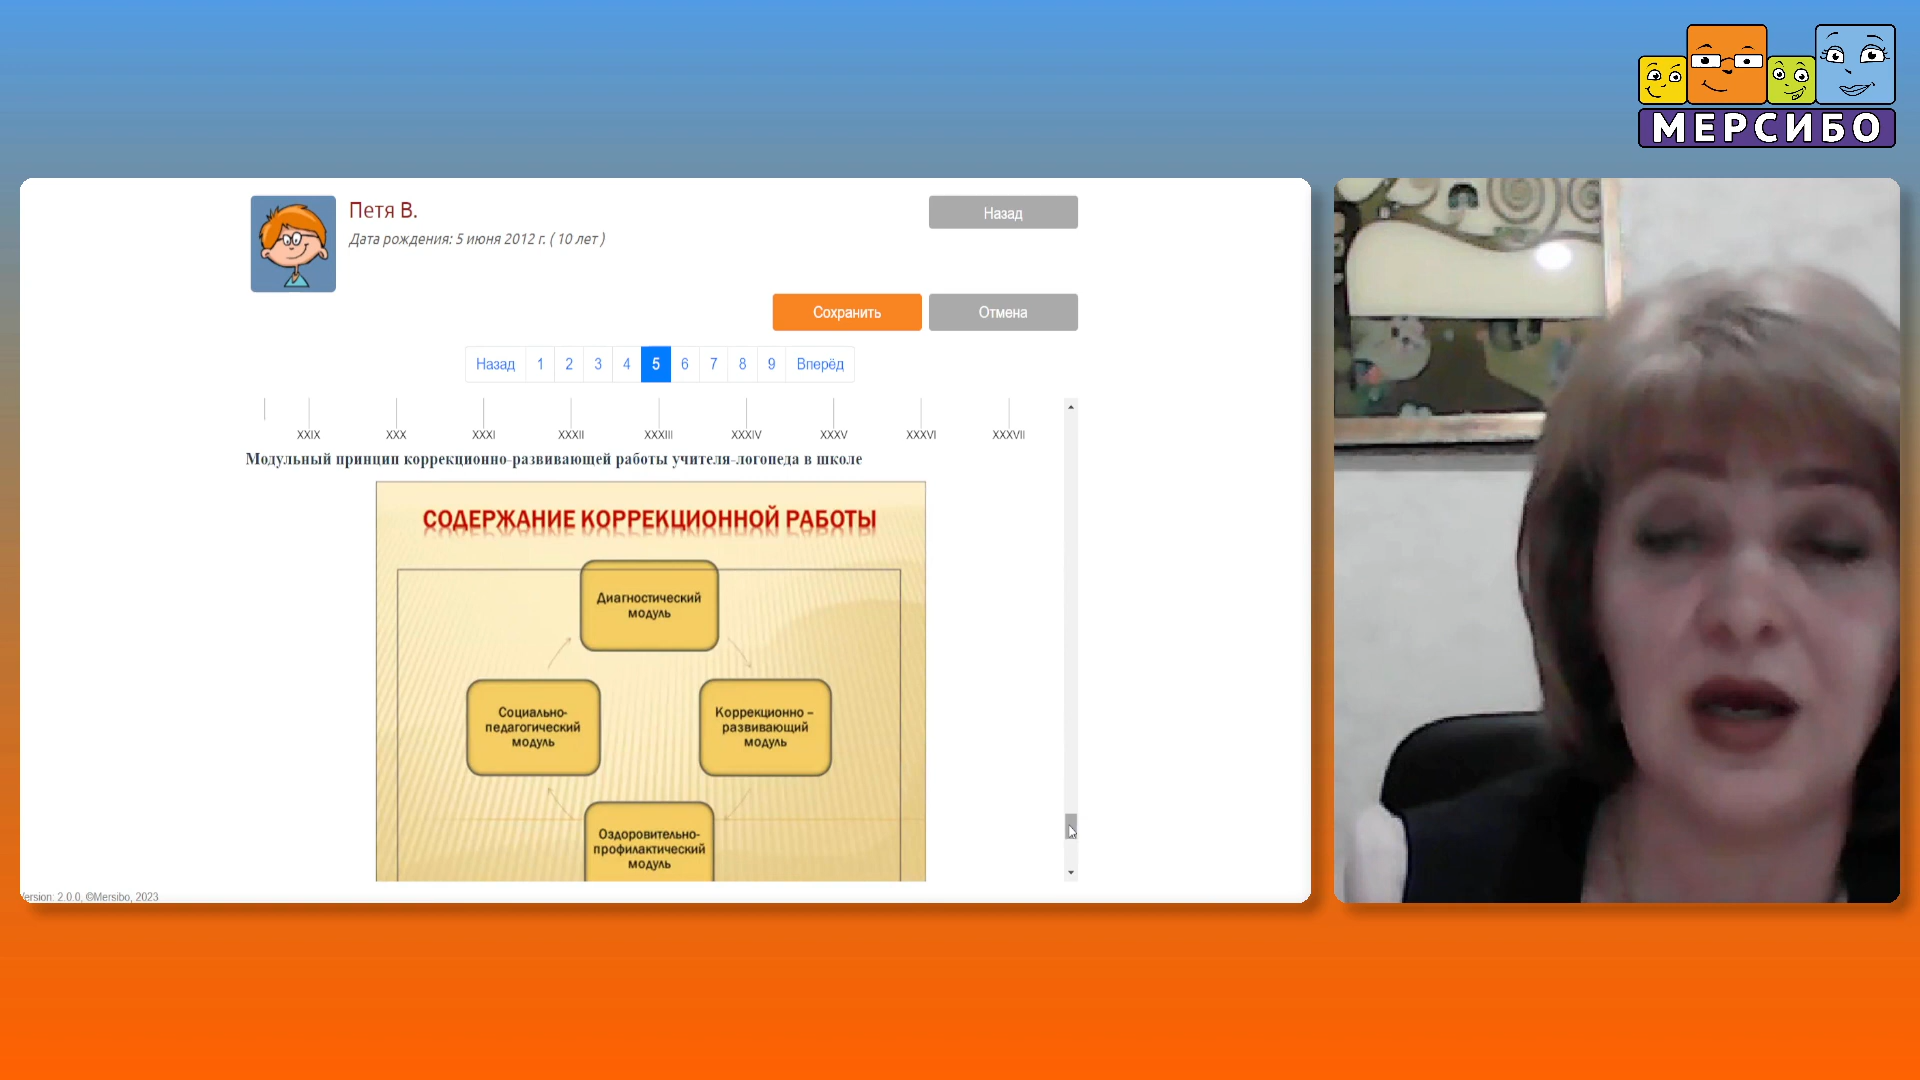 МЕРСИБО
Петя В.
Дата рождения: 5 июня 2012 г. ( 10 лет )
Назад
Сохранить
Отмена
Назад 1 2 3 4 5 6 7 8 9 Вперёд
XXIX XXX XXXI XXXII XXXIII XXXIV XXXV XXXVI XXXVII
Модульный принцип коррекционно-развивающей работы учителя-логопеда в школе
СОДЕРЖАНИЕ КОРРЕКЦИОННОЙ РАБОТЫ
Диагностический
модуль
Социально-
педагогический
модуль
Коррекционно –
развивающий
модуль
Оздоровительно-
профилактический
модуль
ersion: 2.0.0, ©Mersibo, 2023